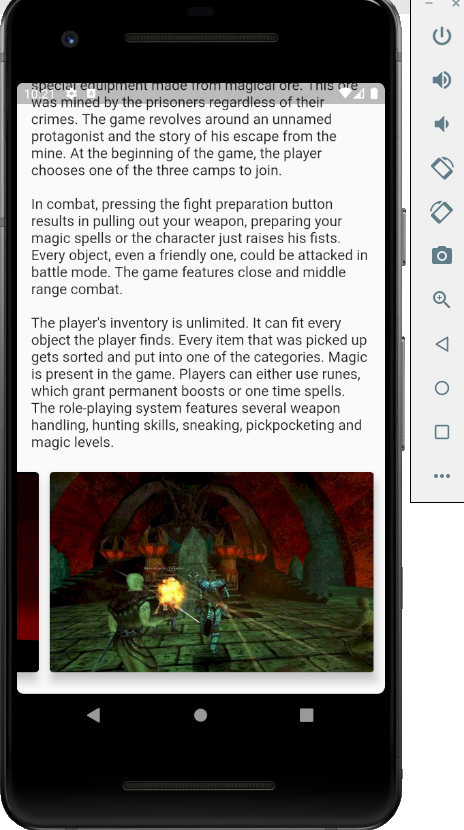 10:21
special equipment made from magical ore. This ore
was mined by the prisoners regardless of their
crimes. The game revolves around an unnamed
protagonist and the story of his escape from the
mine. At the beginning of the game, the player
chooses one of the three camps to join.
In combat, pressing the fight preparation button
results in pulling out your weapon, preparing your
magic spells or the character just raises his fists.
Every object, even a friendly one, could be attacked in
battle mode. The game features close and middle
range combat.
The player's inventory is unlimited. It can fit every
object the player finds. Every item that was picked up
gets sorted and put into one of the categories. Magic
is present in the game. Players can either use runes,
which grant permanent boosts or one time spells.
The role-playing system features several weapon
handling, hunting skills, sneaking, pickpocketing and
magic levels.